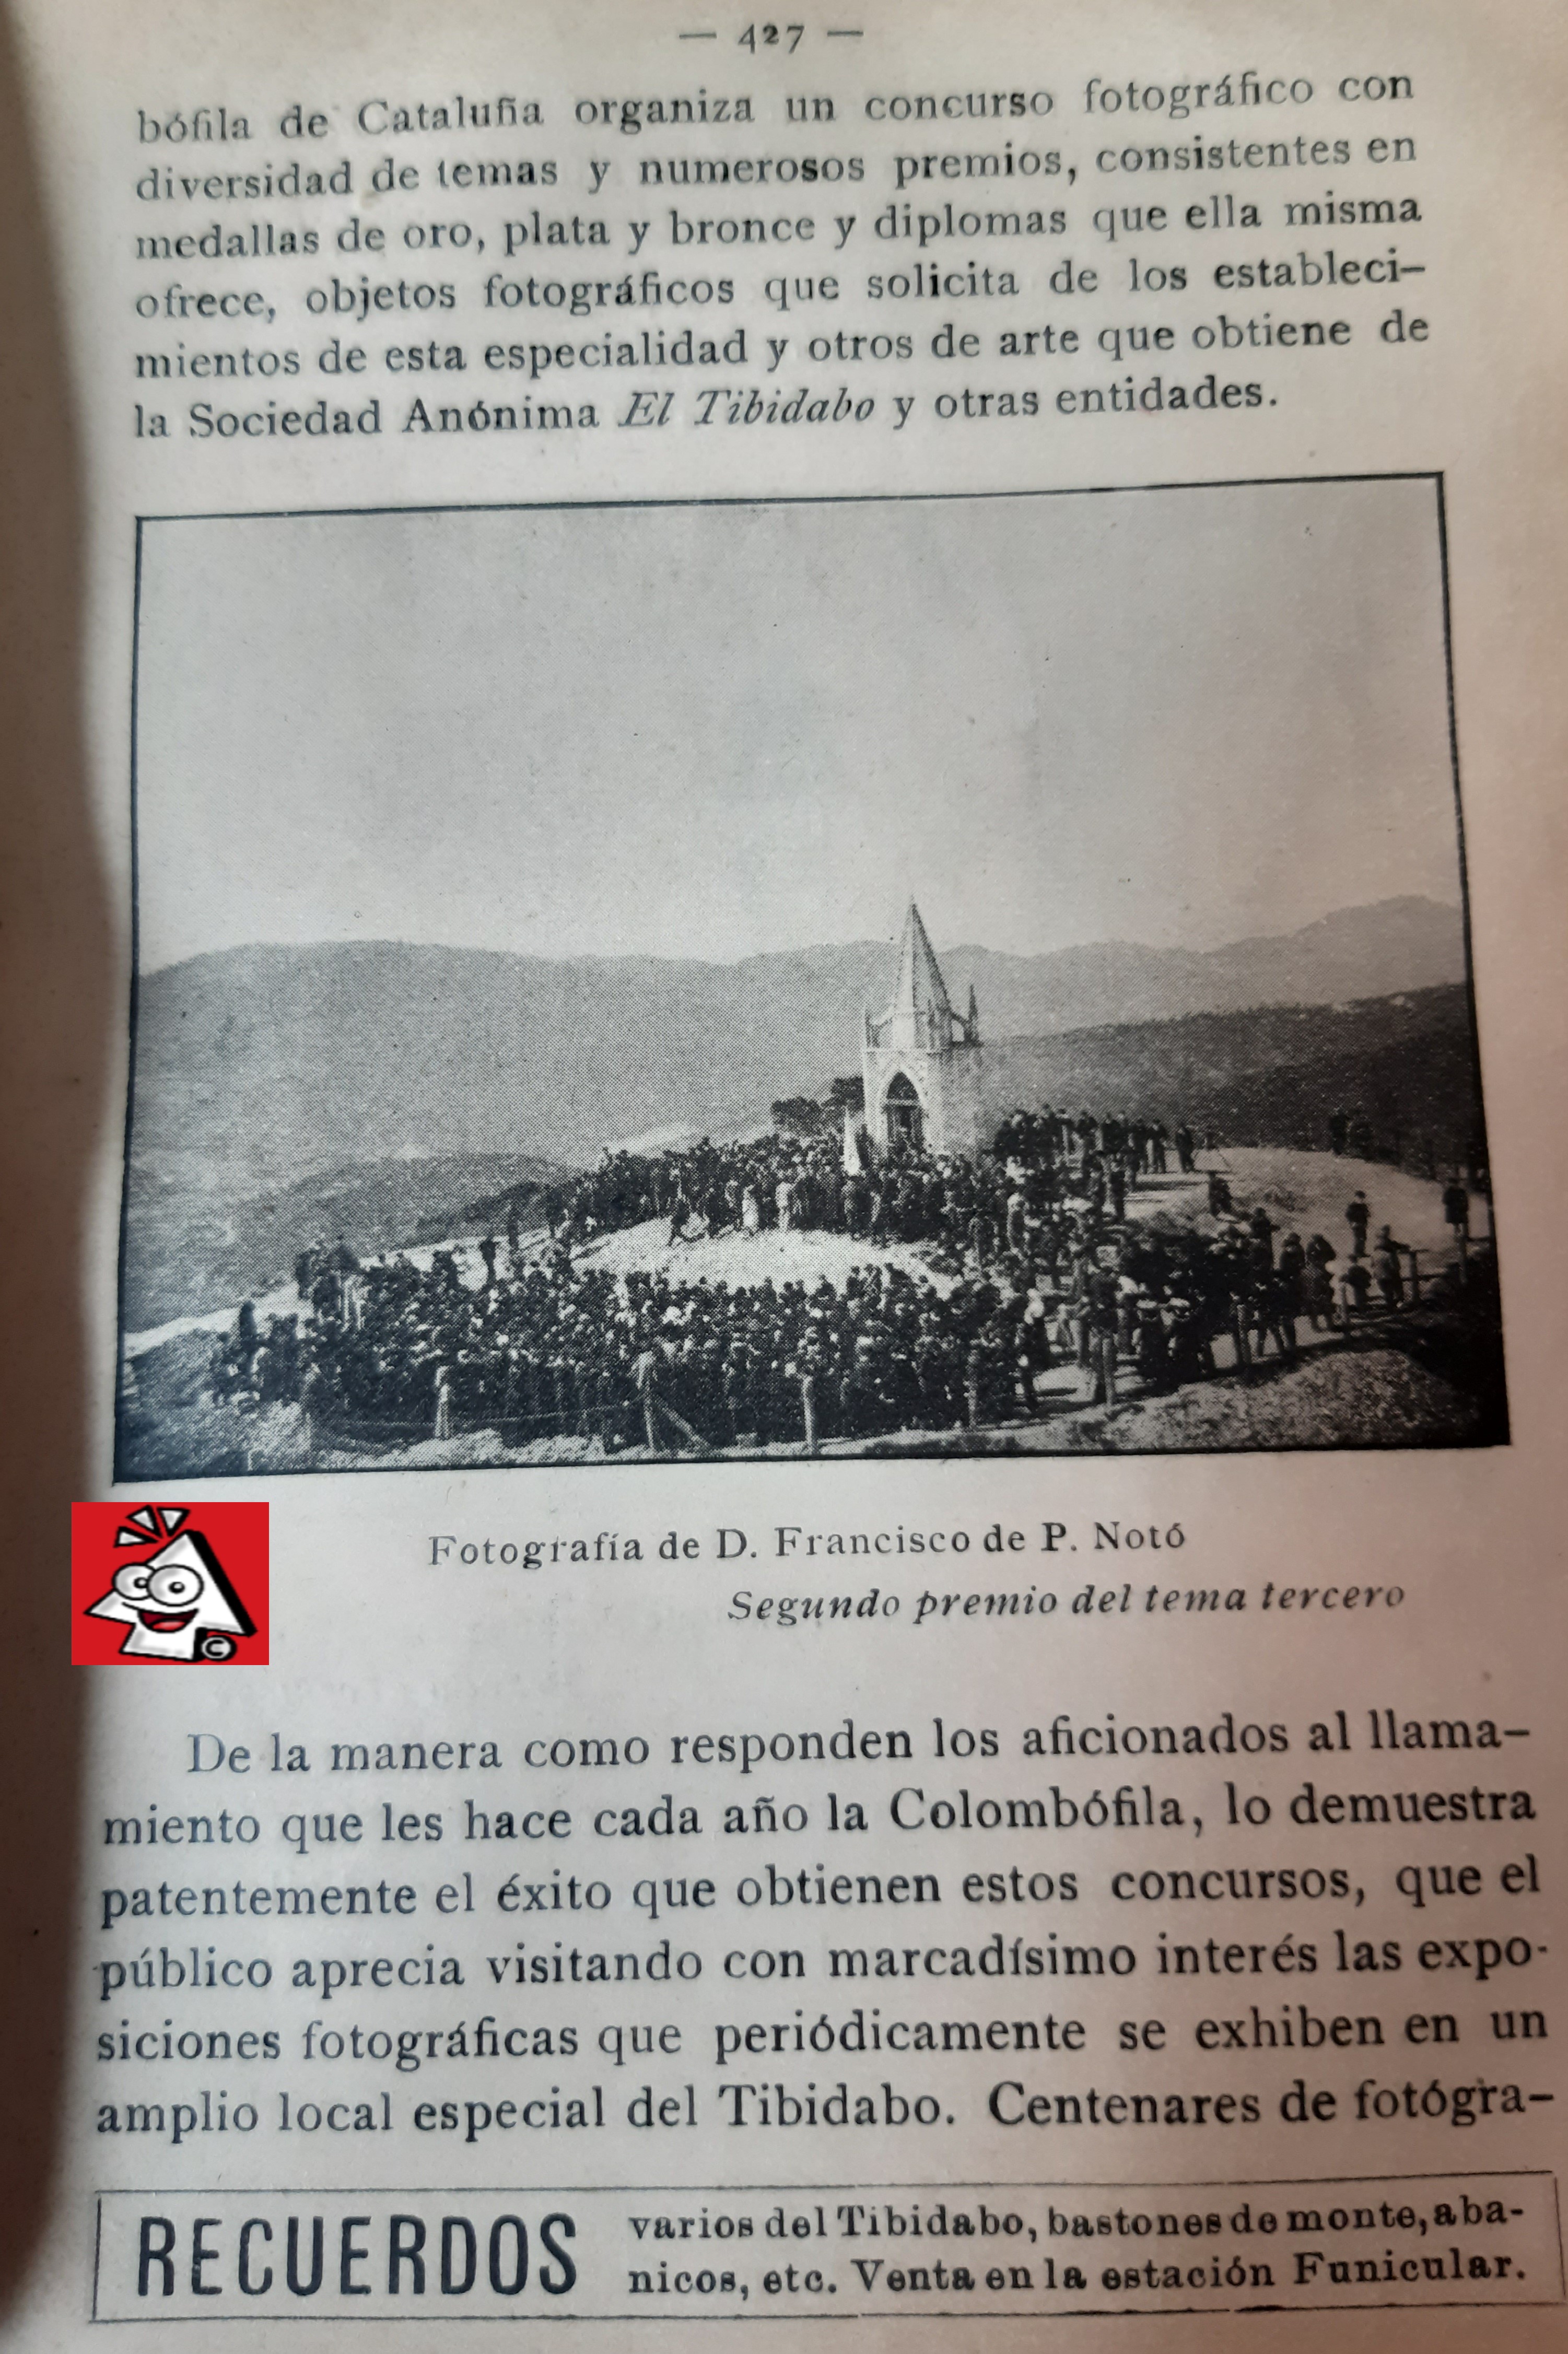 — 427 —
bófila de Cataluña organiza un concurso fotográfico con
diversidad de temas y numerosos premios, consistentes en
medallas de oro, plata y bronce y diplomas que ella misma
ofrece, objetos fotográficos que solicita de los estableci-
mientos de esta especialidad y otros de arte que obtiene de
la Sociedad Anónima El Tibidabo y otras entidades.
Fotografía de D. Francisco de P. Notó
Segundo premio del tema tercero
©
De la manera como responden los aficionados al llama-
miento que les hace cada año la Colombófila, lo demuestra
patentemente el éxito que obtienen estos concursos, que el
público aprecia visitando con marcadísimo interés las expo-
siciones fotográficas que periódicamente se exhiben en un
amplio local especial del Tibidabo. Centenares de fotógra-
RECUERDOS
varios del Tibidabo, bastones de monte, aba-
nicos, etc. Venta en la estación Funicular.